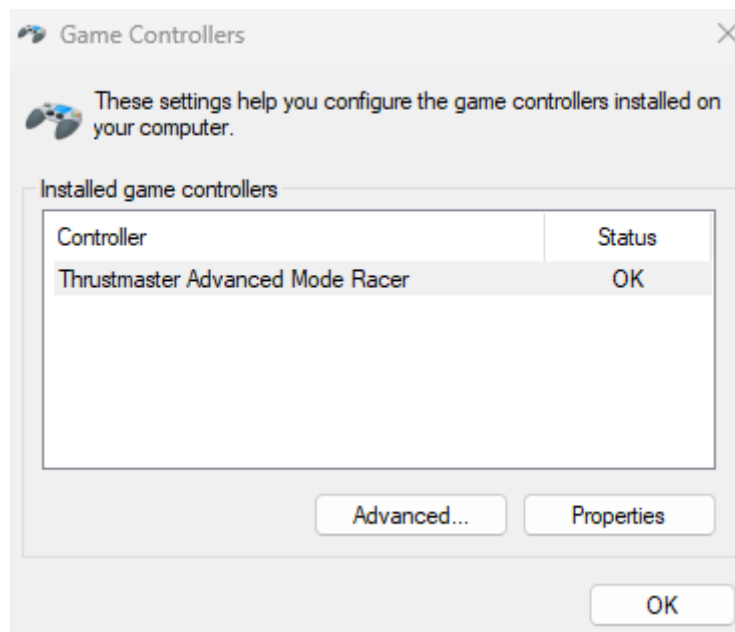 Game Controllers
These settings help you configure the game controllers installed on
your computer.
Installed game controllers
Controller Status
Thrustmaster Advanced Mode Racer OK
Advanced... Properties
OK